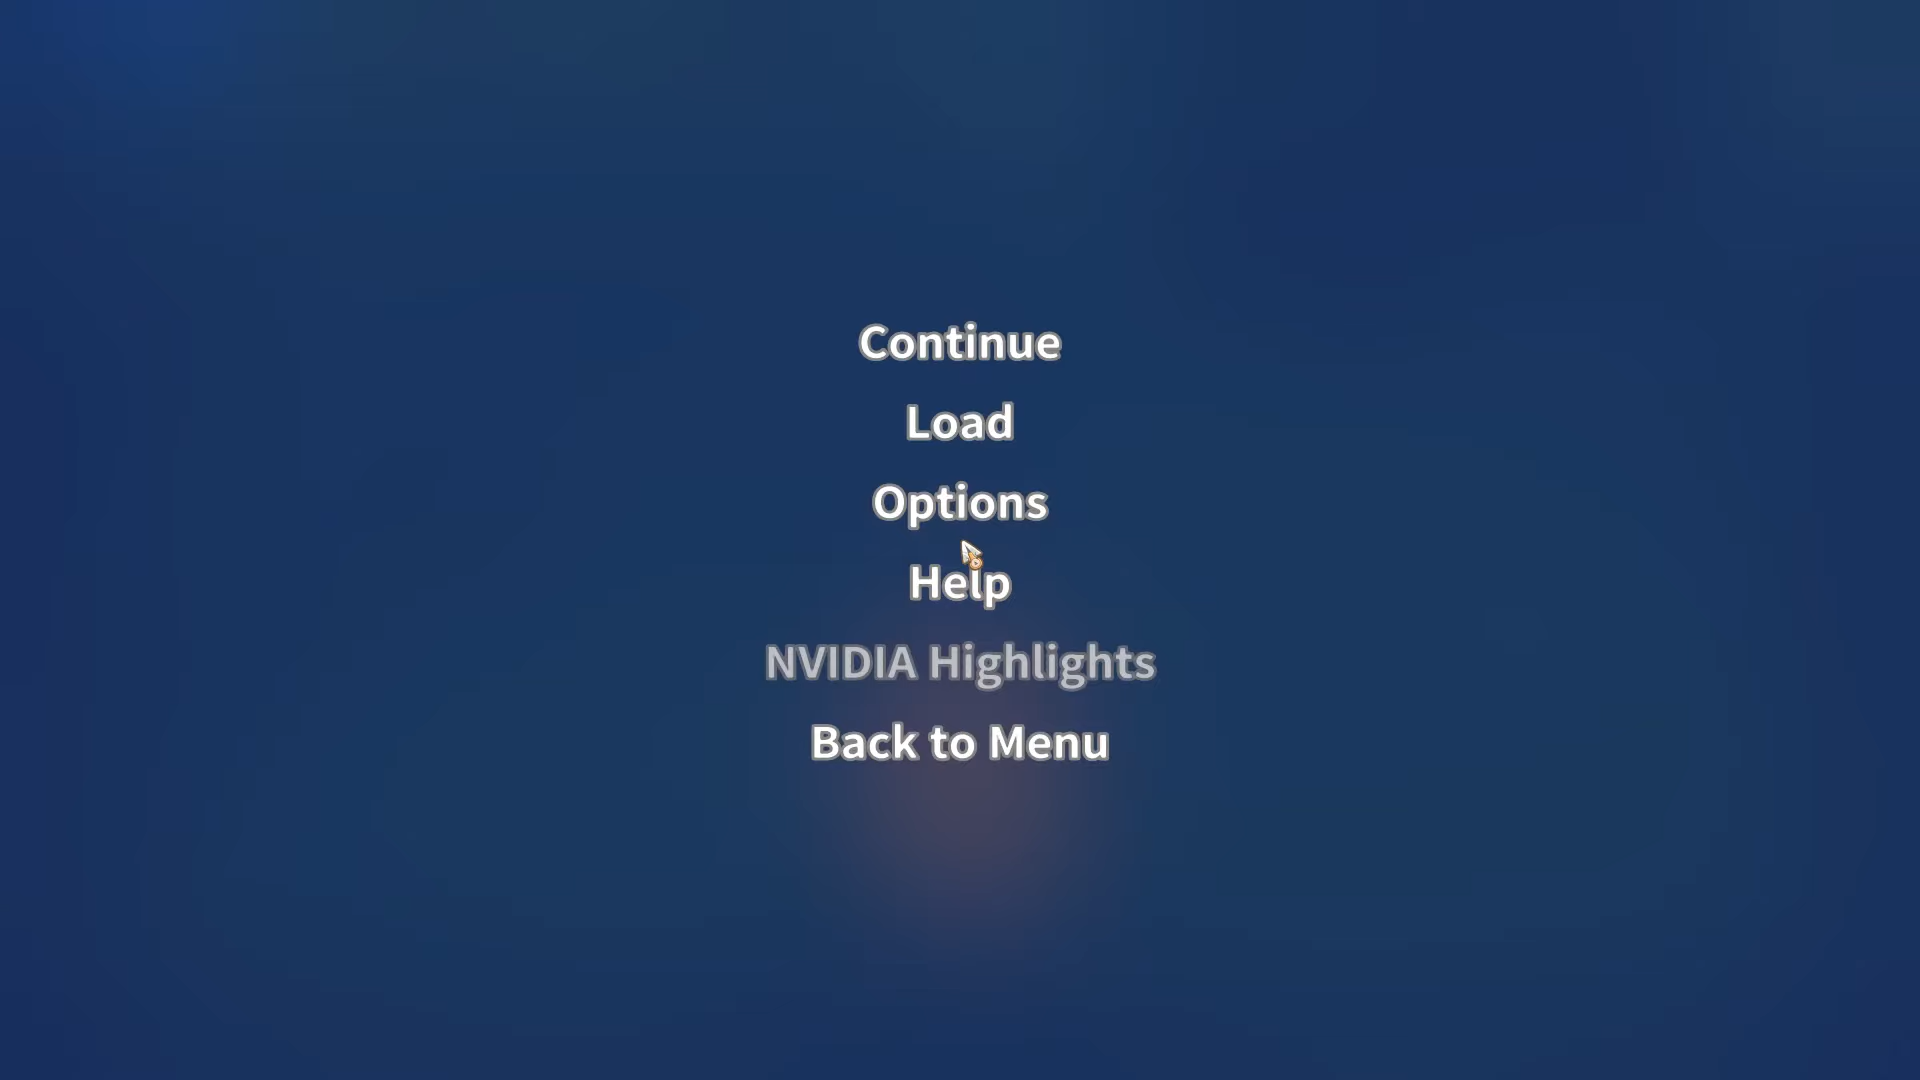 Continue
Load
Options
Help
NVIDIA Highlights
Back to Menu